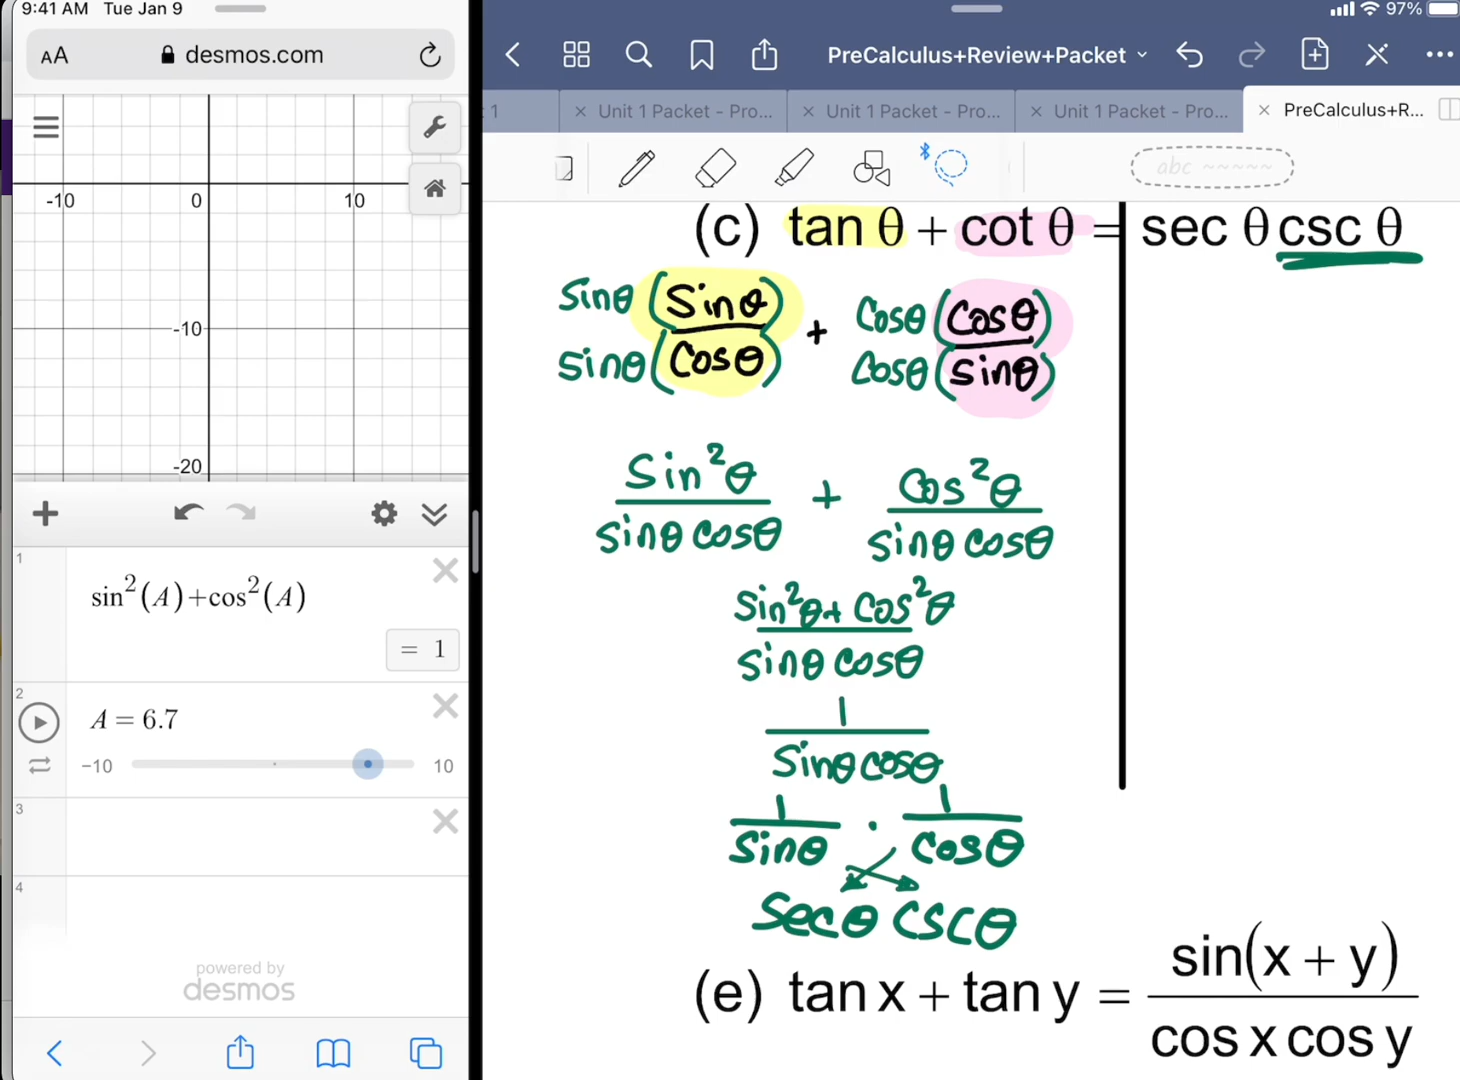 9:41 AM Tue Jan 9
97%
AA desmos.com
PreCalculus+Review+Packet
1
× Unit 1 Packet - Pro...
× Unit 1 Packet - Pro...
× Unit 1 Packet - Pro...
× PreCalculus+R...
abc
-10 0 10
-10
-20
1
sin²(A)+cos²(A)
= 1
2
A = 6.7
−10 10
3
4
powered by
desmos
(c) tan θ + cot θ = sec θ csc θ
sinθ (sinθ) + cosθ (cosθ)
sinθ (cosθ) cosθ (sinθ)
sin²θ + cos²θ
sinθ cosθ sinθ cosθ
sin²θ + cos²θ
sinθ cosθ
1
sinθ cosθ
1 · 1
sinθ cosθ
secθ cscθ
(e) tan x + tan y = sin(x + y)
cos x cos y